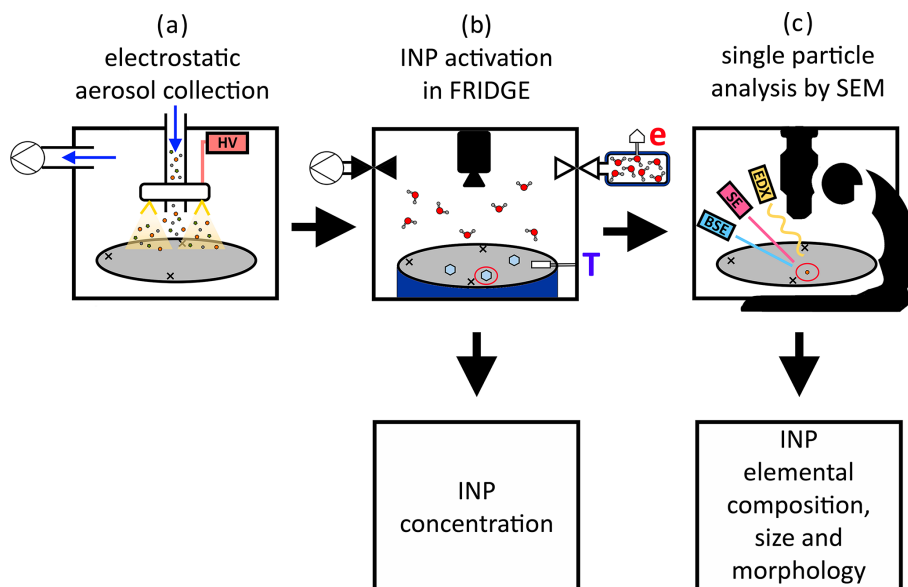 (a)
electrostatic
aerosol collection
HV
(b)
INP activation
in FRIDGE
e
T
(c)
single particle
analysis by SEM
EDX
SE
BSE
INP
concentration
INP
elemental
composition,
size and
morphology